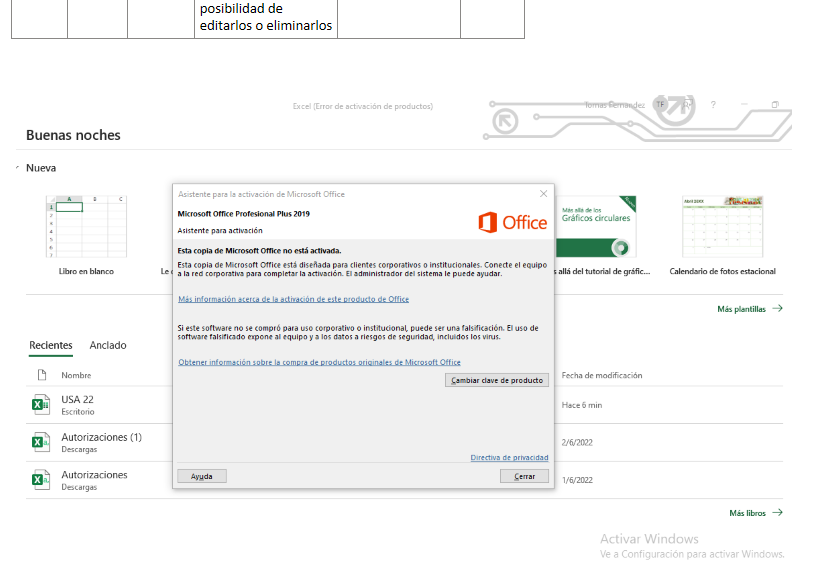 posibilidad de
editarlos o eliminarlos
Excel (Error de activación de productos)
Tomas Fernandes
TF
?
Buenas noches
Nueva
Asistente para la activación de Microsoft Office
Microsoft Office Profesional Plus 2019
Asistente para activación
Office
Esta copia de Microsoft Office no está activada.
Esta copia de Microsoft Office está diseñada para clientes corporativos o institucionales. Conecte el equipo
a la red corporativa para completar la activación. El administrador del sistema le puede ayudar.
Más información acerca de la activación de este producto de Office
Si este software no se compró para uso corporativo o institucional, puede ser una falsificación. El uso de
software falsificado expone al equipo y a los datos a riesgos de seguridad, incluidos los virus.
Obtener información sobre la compra de productos originales de Microsoft Office
Cambiar clave de producto
Directiva de privacidad
Ayuda
Cerrar
A B C
1
2
3
4
5
6
7
Libro en blanco
Le
Más allá de los
Gráficos circulares
allá del tutorial de gráfic...
Abril 20XX
Calendario de fotos estacional
Más plantillas
Recientes Anclado
Nombre
Fecha de modificación
USA 22
Escritorio
Hace 6 min
Autorizaciones (1)
Descargas
2/6/2022
Autorizaciones
Descargas
1/6/2022
Más libros
Activar Windows
Ve a Configuración para activar Windows.